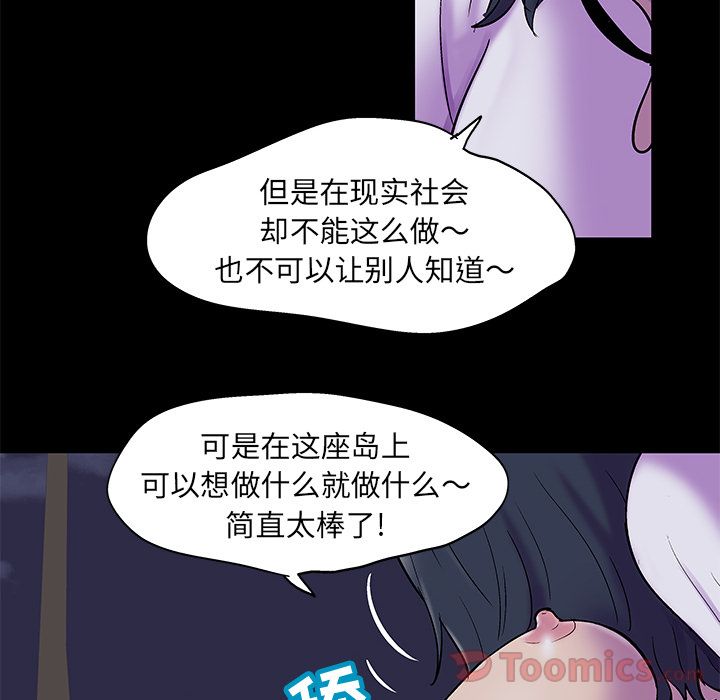 但是在现实社会
却不能这么做～
也不可以让别人知道～
可是在这座岛上
可以想做什么就做什么～
简直太棒了!
Toomics.com